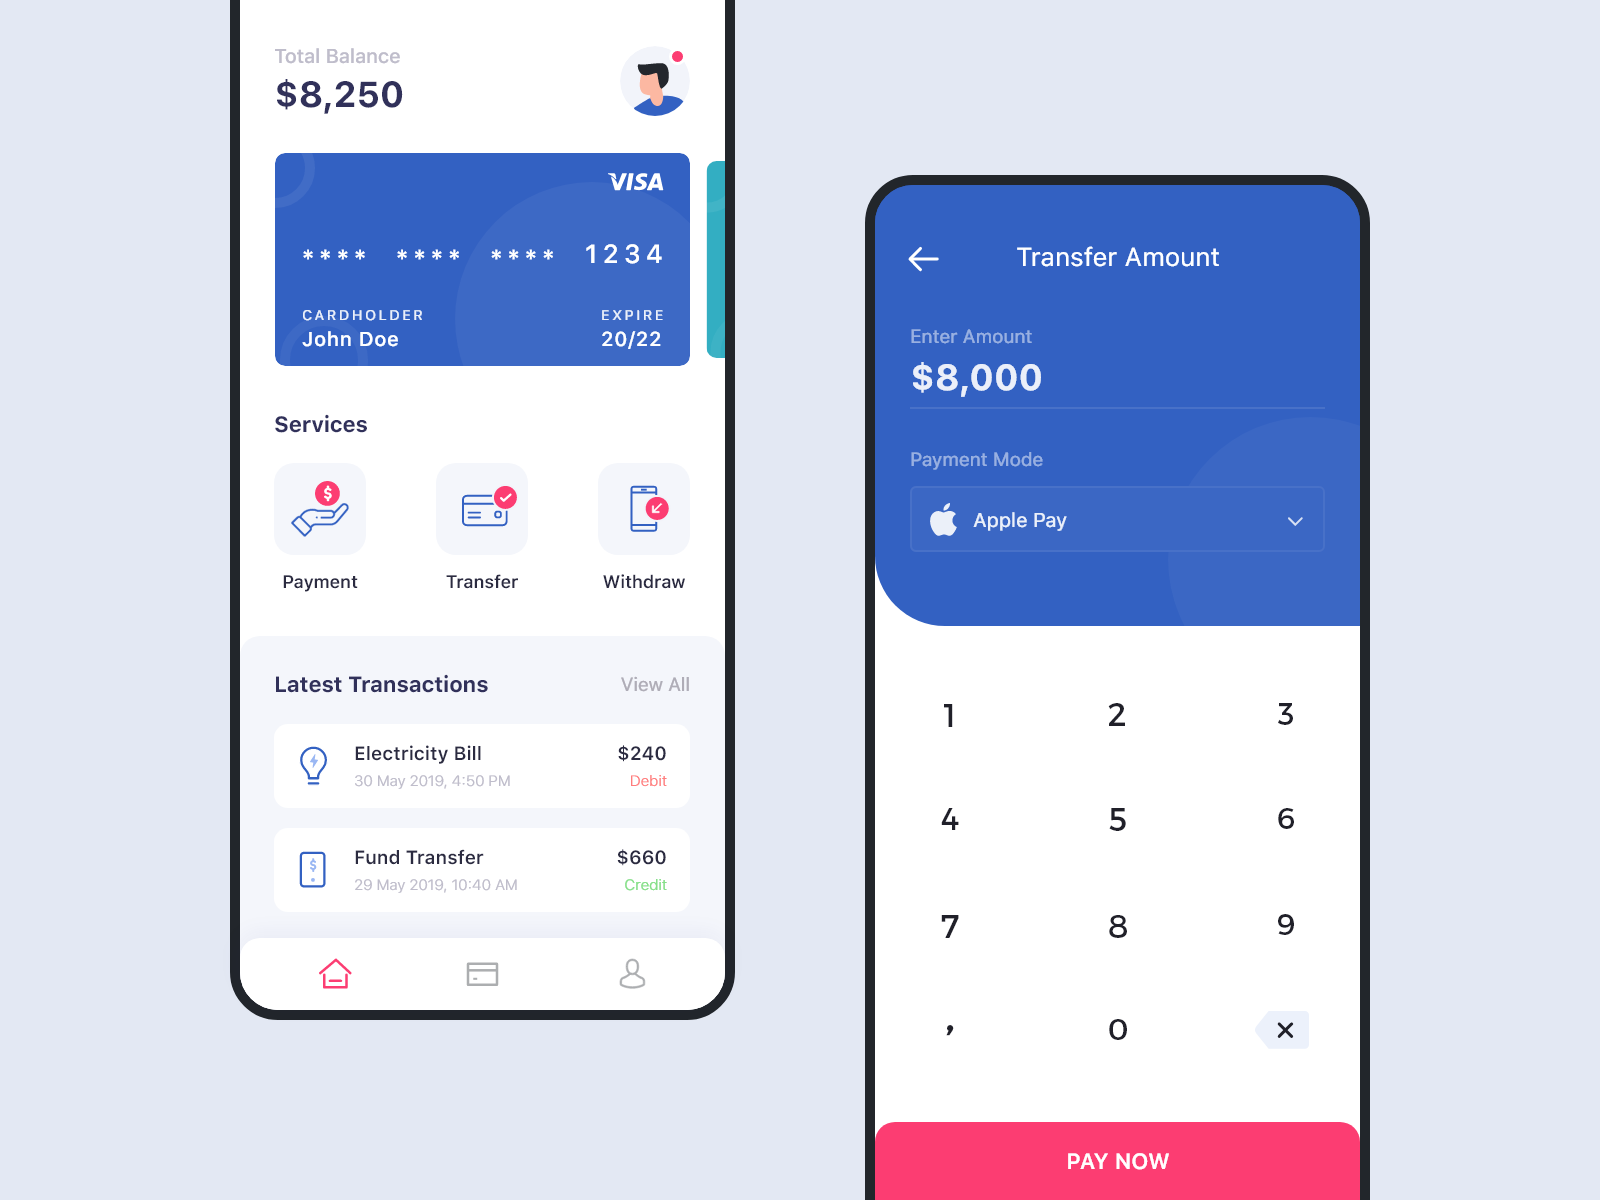 Total Balance
$8,250
VISA
**** **** **** 1234
CARDHOLDER EXPIRE
John Doe 20/22
Services
$
Payment Transfer Withdraw
Latest Transactions View All
Electricity Bill $240
30 May 2019, 4:50 PM Debit
$
Fund Transfer $660
29 May 2019, 10:40 AM Credit
Transfer Amount
Enter Amount
$8,000
Payment Mode
Apple Pay
1 2 3
4 5 6
7 8 9
, 0
PAY NOW